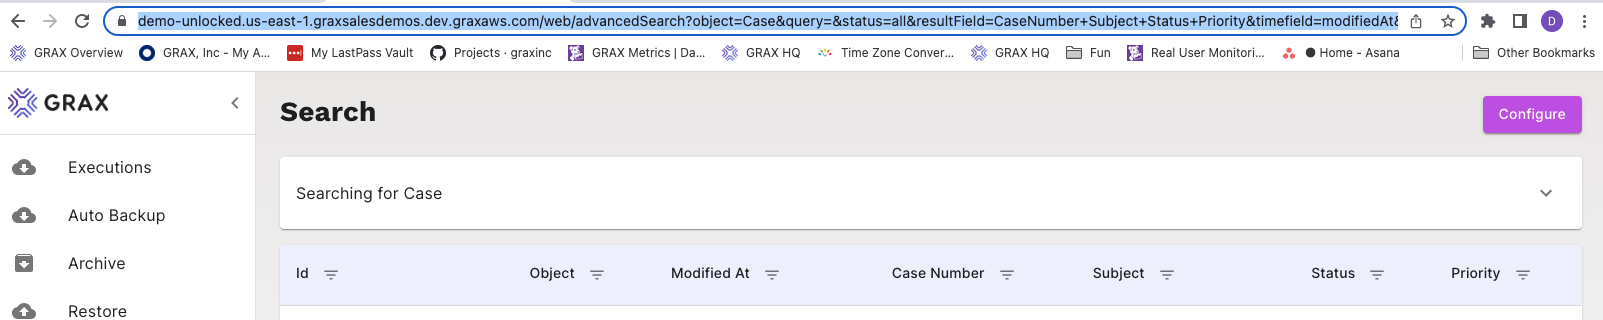 demo-unlocked.us-east-1.graxsalesdemos.dev.graxaws.com/web/advancedSearch?object=Case&query=&status=all&resultField=CaseNumber+Subject+Status+Priority&timefield=modifiedAt&
D
GRAX Overview GRAX, Inc - My A... My LastPass Vault Projects · graxinc GRAX Metrics | Da... GRAX HQ Time Zone Conver... GRAX HQ Fun Real User Monitori... Home - Asana Other Bookmarks
GRAX
Search
Configure
Executions
Searching for Case
Auto Backup
Archive
Id Object Modified At Case Number Subject Status Priority
Restore